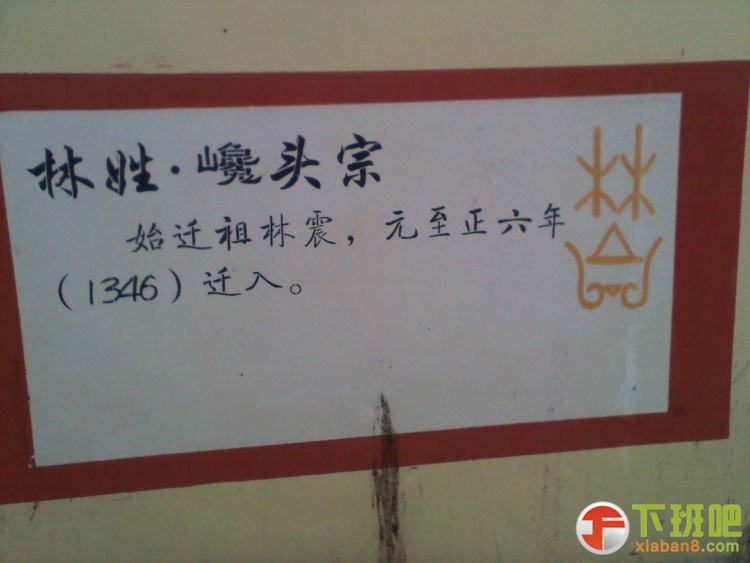 林姓·巉头宗
始迁祖林震，元至正六年
（1346）迁入。
林
下班吧
xiaban8.com